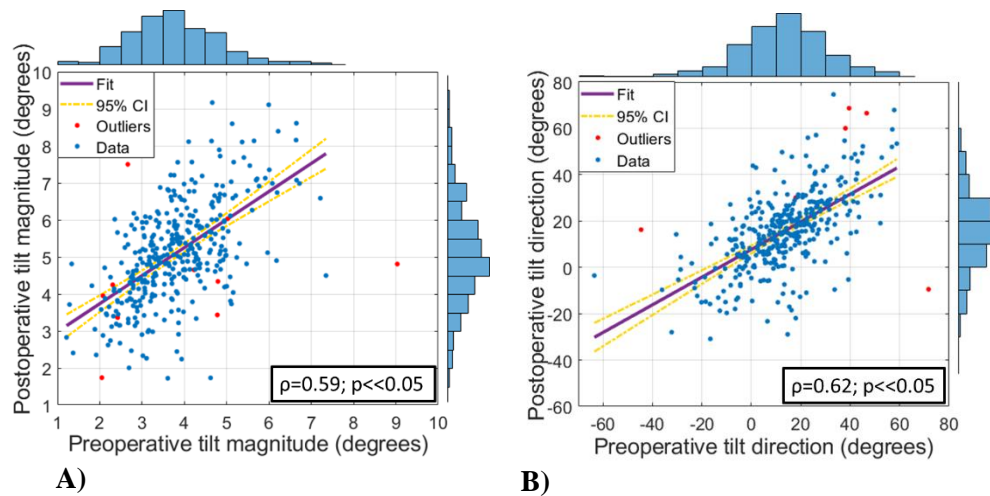 10
9
8
7
6
5
4
3
2
1
Postoperative tilt magnitude (degrees)
Fit
95% CI
Outliers
Data
ρ=0.59; p<<0.05
1 2 3 4 5 6 7 8 9 10
Preoperative tilt magnitude (degrees)
A)
80
60
40
20
0
-20
-40
-60
Postoperative tilt direction (degrees)
Fit
95% CI
Outliers
Data
ρ=0.62; p<<0.05
-60 -40 -20 0 20 40 60 80
Preoperative tilt direction (degrees)
B)